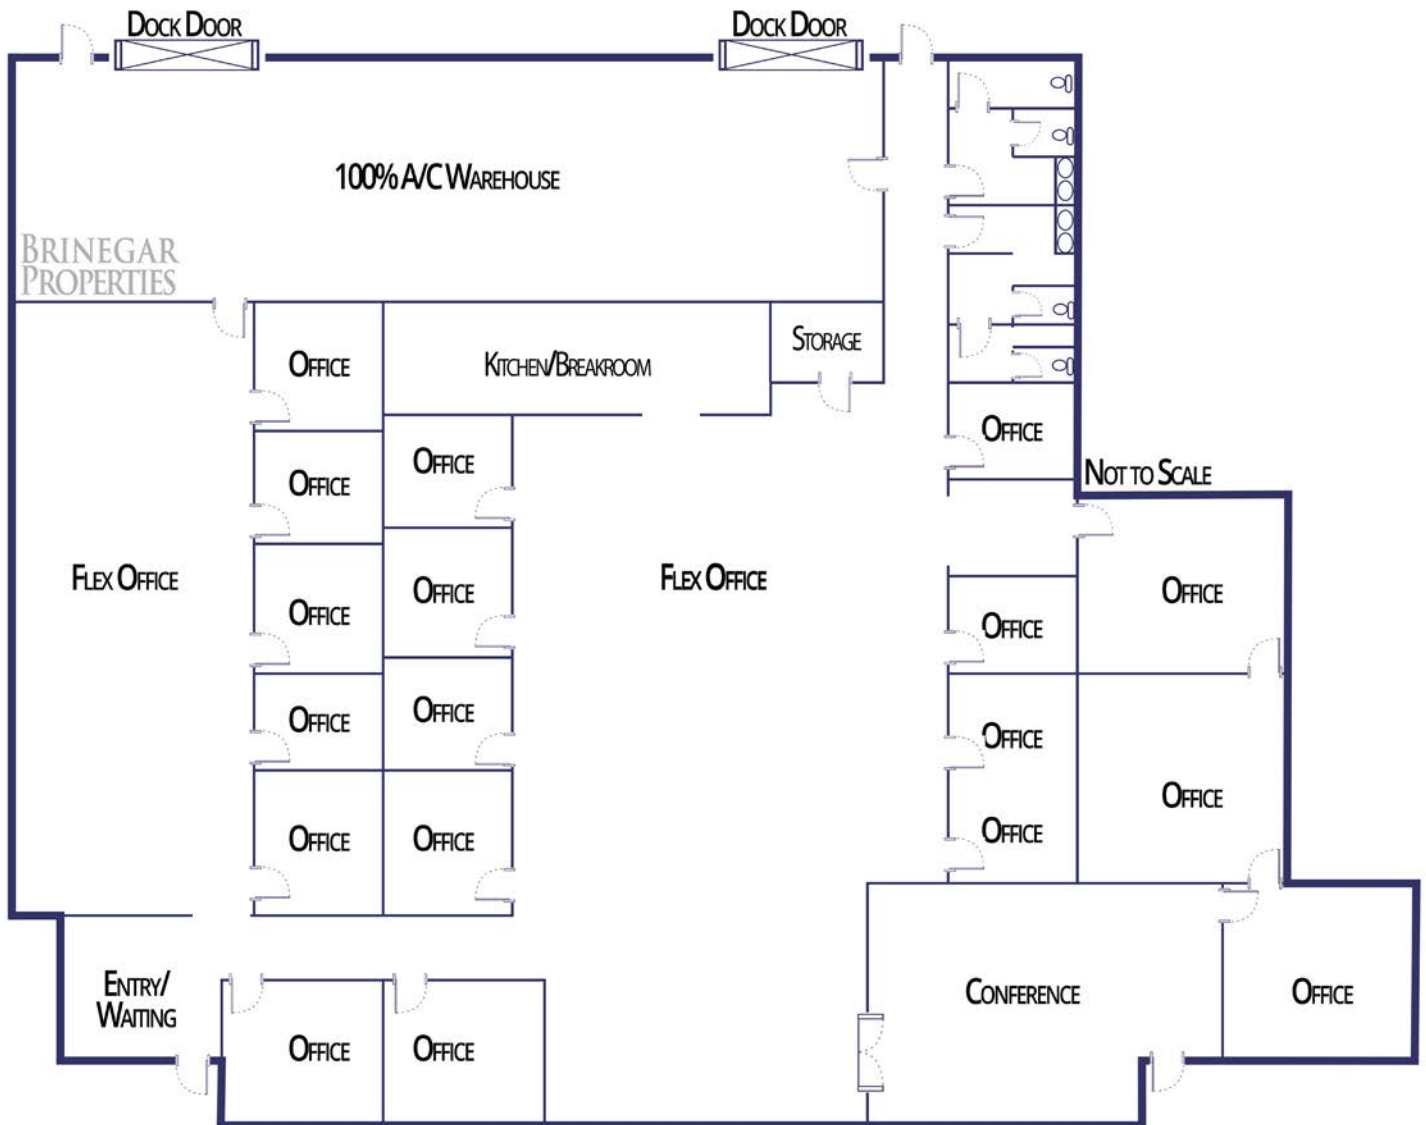 DOCK DOOR
DOCK DOOR
100% A/C WAREHOUSE
BRINEGAR
PROPERTIES
STORAGE
OFFICE
KITCHEN/BREAKROOM
OFFICE
OFFICE
NOT TO SCALE
OFFICE
FLEX OFFICE
FLEX OFFICE
OFFICE
OFFICE
OFFICE
OFFICE
OFFICE
OFFICE
OFFICE
OFFICE
OFFICE
OFFICE
OFFICE
OFFICE
ENTRY/
WAITING
CONFERENCE
OFFICE
OFFICE
OFFICE